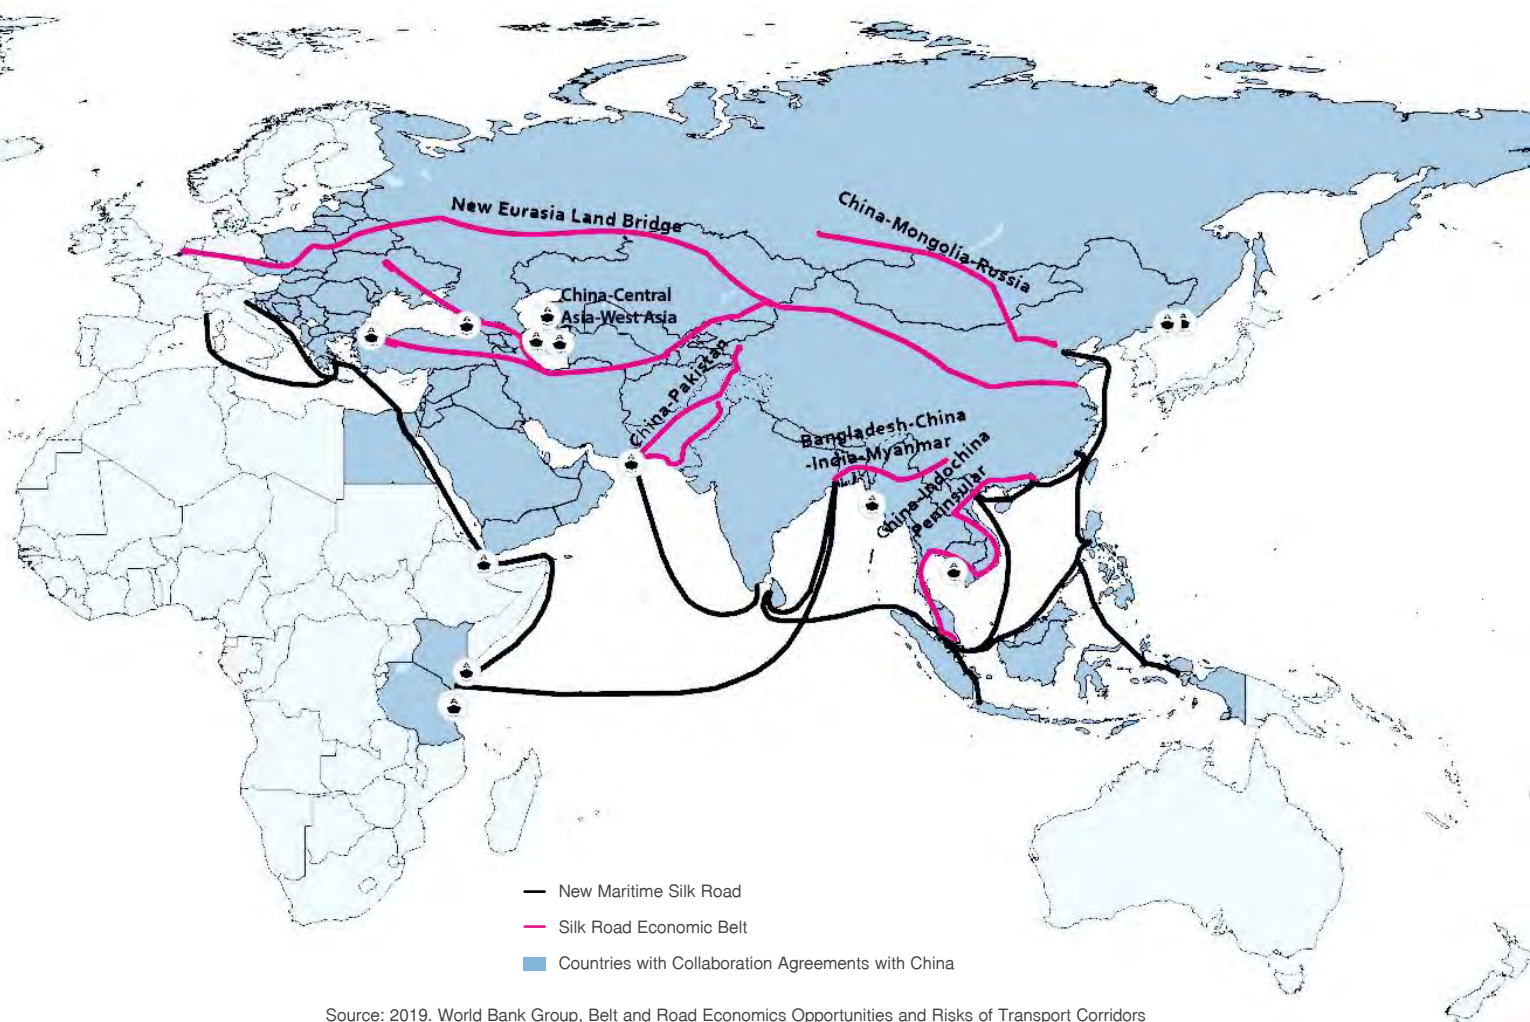 New Eurasia Land Bridge
China-Mongolia-Russia
China-Central
Asia-West Asia
China-Pakistan
Bangladesh-China
-India-Myanmar
China-Indochina
Peninsular
New Maritime Silk Road
Silk Road Economic Belt
Countries with Collaboration Agreements with China
Source: 2019. World Bank Group, Belt and Road Economics Opportunities and Risks of Transport Corridors